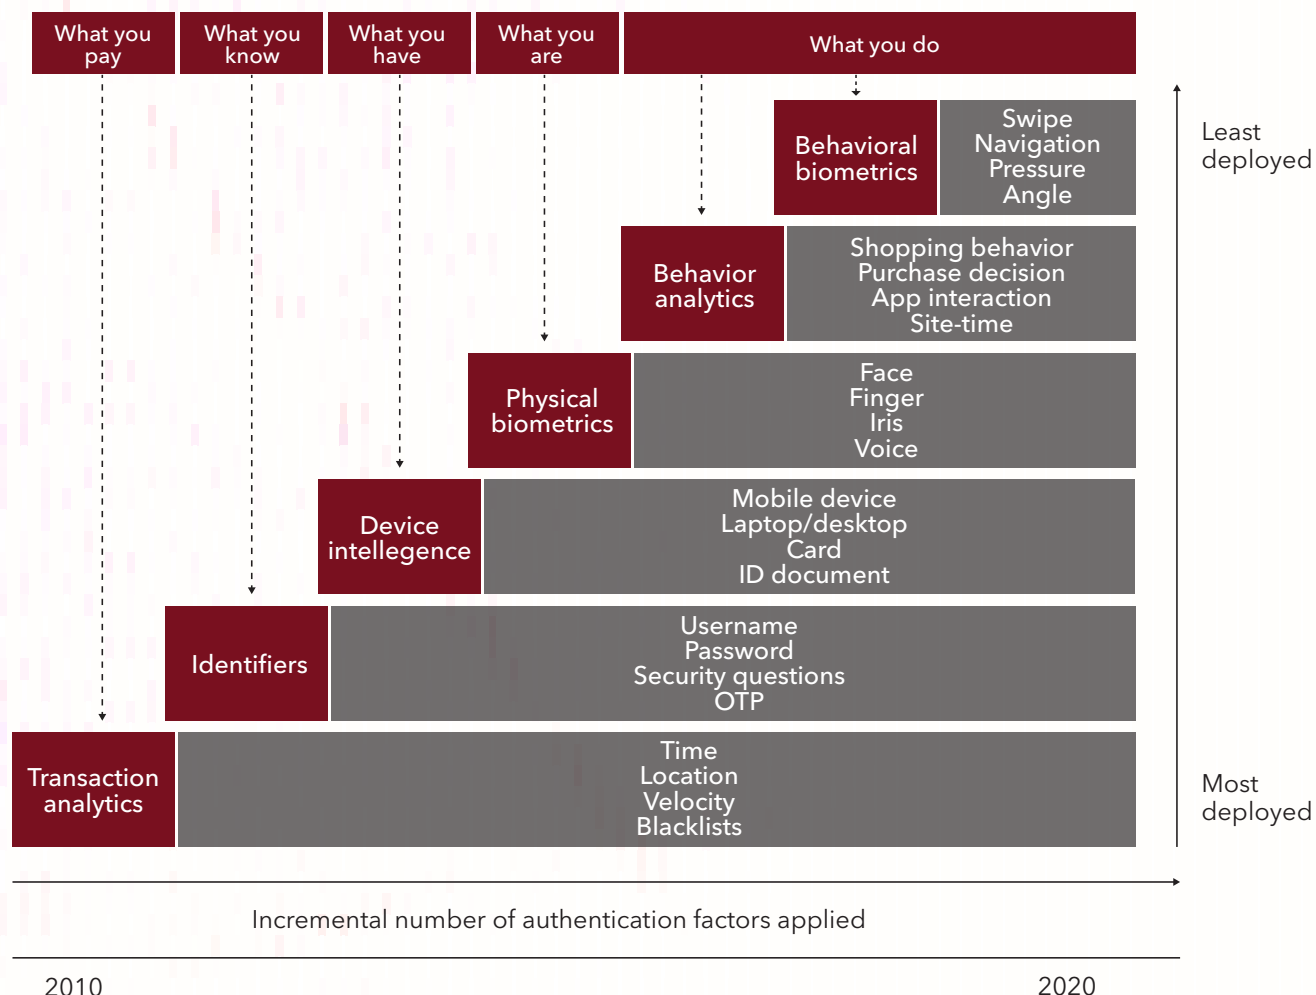 What you
pay
What you
know
What you
have
What you
are
What you do
Behavioral
biometrics
Swipe
Navigation
Pressure
Angle
Least
deployed
Behavior
analytics
Shopping behavior
Purchase decision
App interaction
Site-time
Physical
biometrics
Face
Finger
Iris
Voice
Device
intellegence
Mobile device
Laptop/desktop
Card
ID document
Identifiers
Username
Password
Security questions
OTP
Transaction
analytics
Time
Location
Velocity
Blacklists
Most
deployed
Incremental number of authentication factors applied
2010
2020